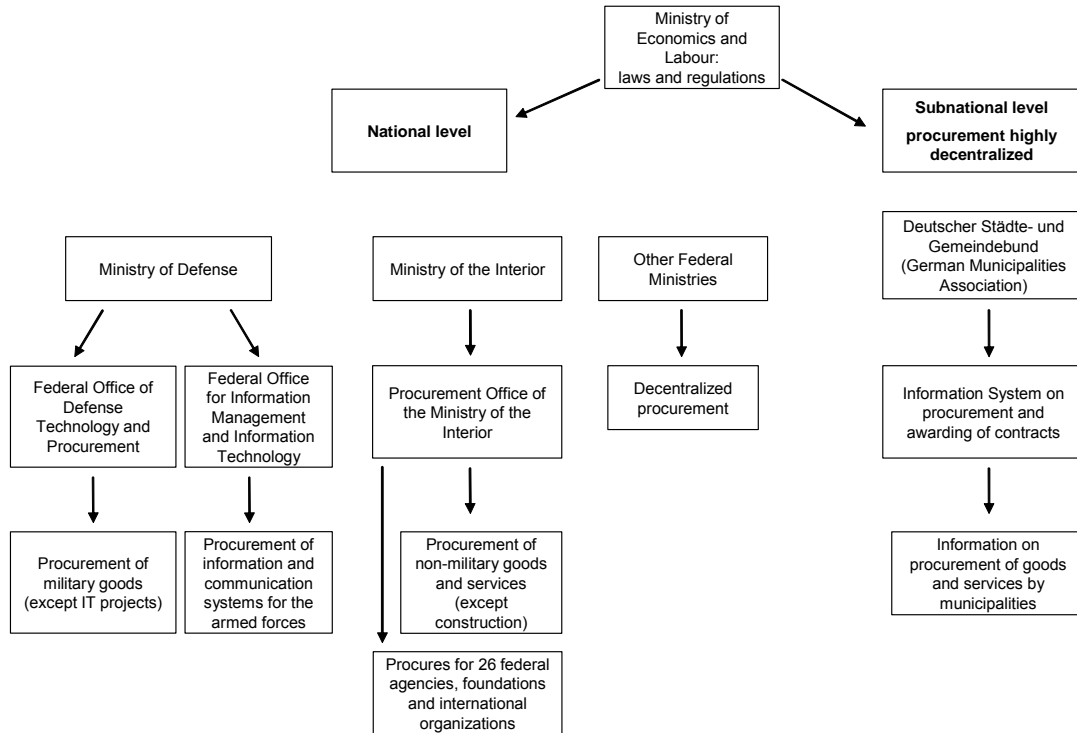 Ministry of
Economics and
Labour:
laws and regulations
National level
Subnational level
procurement highly
decentralized
Ministry of Defense
Ministry of the Interior
Other Federal
Ministries
Deutscher Städte- und
Gemeindebund
(German Municipalities
Association)
Federal Office of
Defense
Technology and
Procurement
Federal Office
for Information
Management
and Information
Technology
Procurement Office
of the Ministry of the
Interior
Decentralized
procurement
Information System on
procurement and
awarding of contracts
Procurement of
military goods
(except IT projects)
Procurement of
information and
communication
systems for the
armed forces
Procurement of
non-military goods
and services
(except
construction)
Information on
procurement of goods
and services by
municipalities
Procures for 26 federal
agencies, foundations
and international
organizations